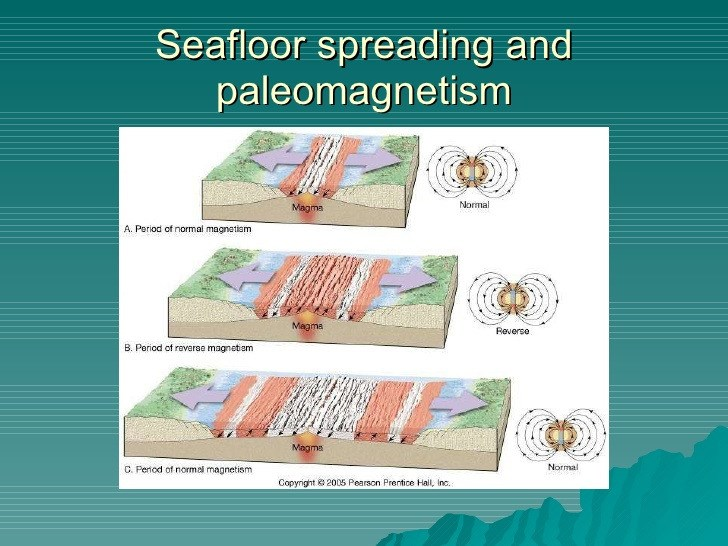 Seafloor spreading and
paleomagnetism
Magma
Normal
A. Period of normal magnetism
Magma
Reverse
B. Period of reverse magnetism
Magma
Normal
C. Period of normal magnetism
Copyright © 2005 Pearson Prentice Hall, Inc.